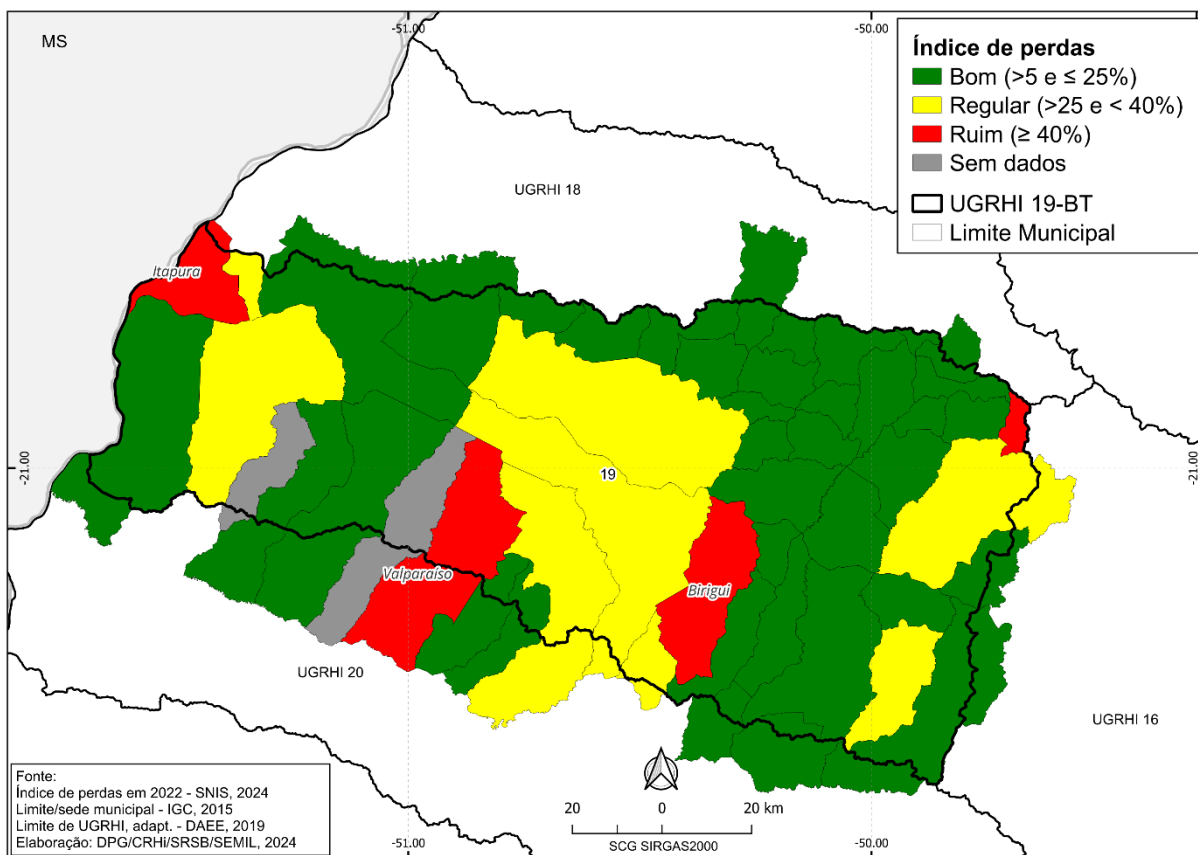 MS
-51.00
-50.00
Índice de perdas
Bom (>5 e ≤ 25%)
Regular (>25 e < 40%)
Ruim (≥ 40%)
Sem dados
UGRHI 19-BT
Limite Municipal
UGRHI 18
Itapura
-21.00
19
-21.00
Valparaíso
Birigui
UGRHI 20
UGRHI 16
Fonte:
Índice de perdas em 2022 - SNIS, 2024
Limite/sede municipal - IGC, 2015
Limite de UGRHI, adapt. - DAEE, 2019
Elaboração: DPG/CRHi/SRSB/SEMIL, 2024
20 0 20 km
SCG SIRGAS2000
-51.00
-50.00